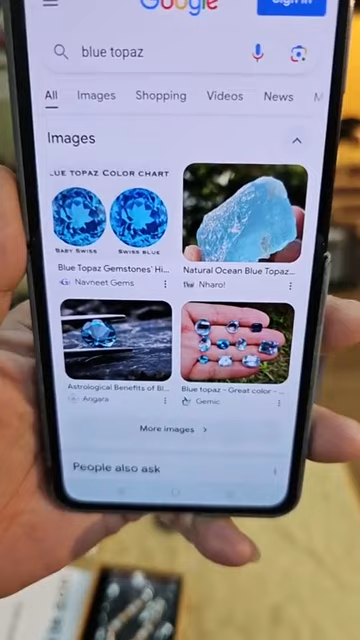 Google
Sign in
blue topaz
All Images Shopping Videos News M
Images
LUE TOPAZ COLOR CHART
BABY SWISS SWISS BLUE
Blue Topaz Gemstones' Hi...
Navneet Gems
Natural Ocean Blue Topaz...
Nharo!
Astrological Benefits of Bl...
Angara
Blue topaz - Great color - ...
Gemic
More images
People also ask